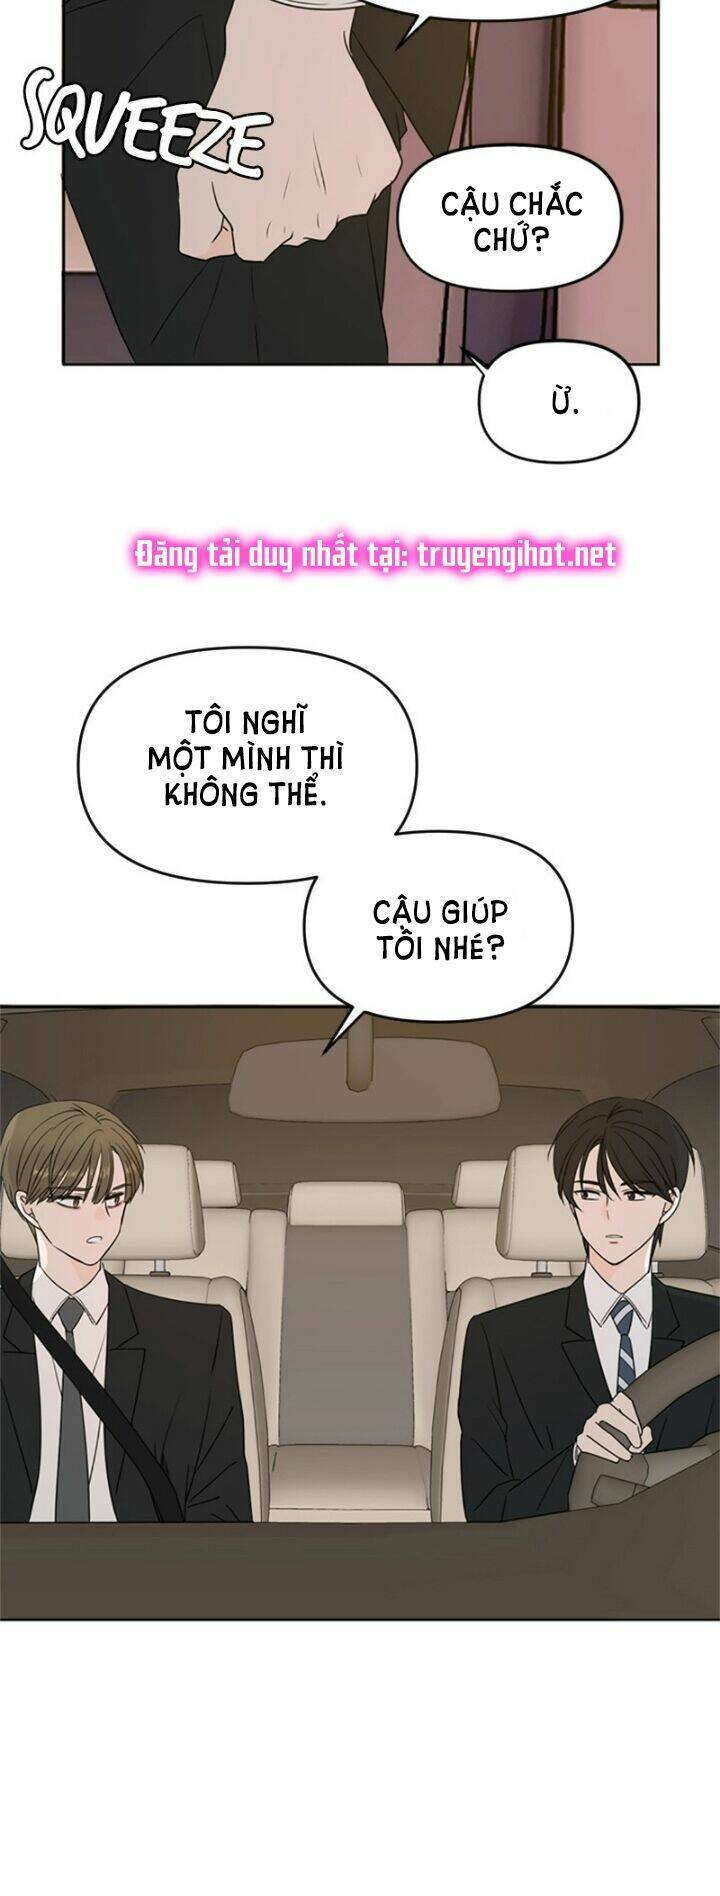 SQUEEZE
CẬU CHẮC
CHỨ?
Ừ.
Đăng tải duy nhất tại: truyengihot.net
TÔI NGHĨ
MỘT MÌNH THÌ
KHÔNG THỂ.
CẬU GIÚP
TÔI NHÉ?